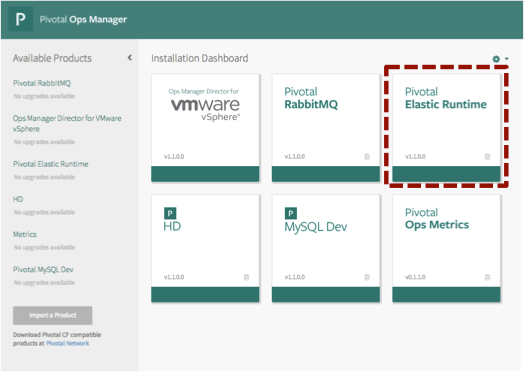 P Pivotal Ops Manager
Available Products
Pivotal RabbitMQ
No upgrades available
Ops Manager Director for VMware
vSphere
No upgrades available
Pivotal Elastic Runtime
No upgrades available
HD
No upgrades available
Metrics
No upgrades available
Pivotal MySQL Dev
No upgrades available
Import a Product
Download Pivotal CF compatible
products at Pivotal Network
Installation Dashboard
Ops Manager Director for
vmware
vSphere®
v1.1.0.0
Pivotal
RabbitMQ
v1.1.0.0
Pivotal
Elastic Runtime
v1.1.0.0
P
HD
v1.1.0.0
P
MySQL Dev
v1.1.0.0
Pivotal
Ops Metrics
v0.1.1.0